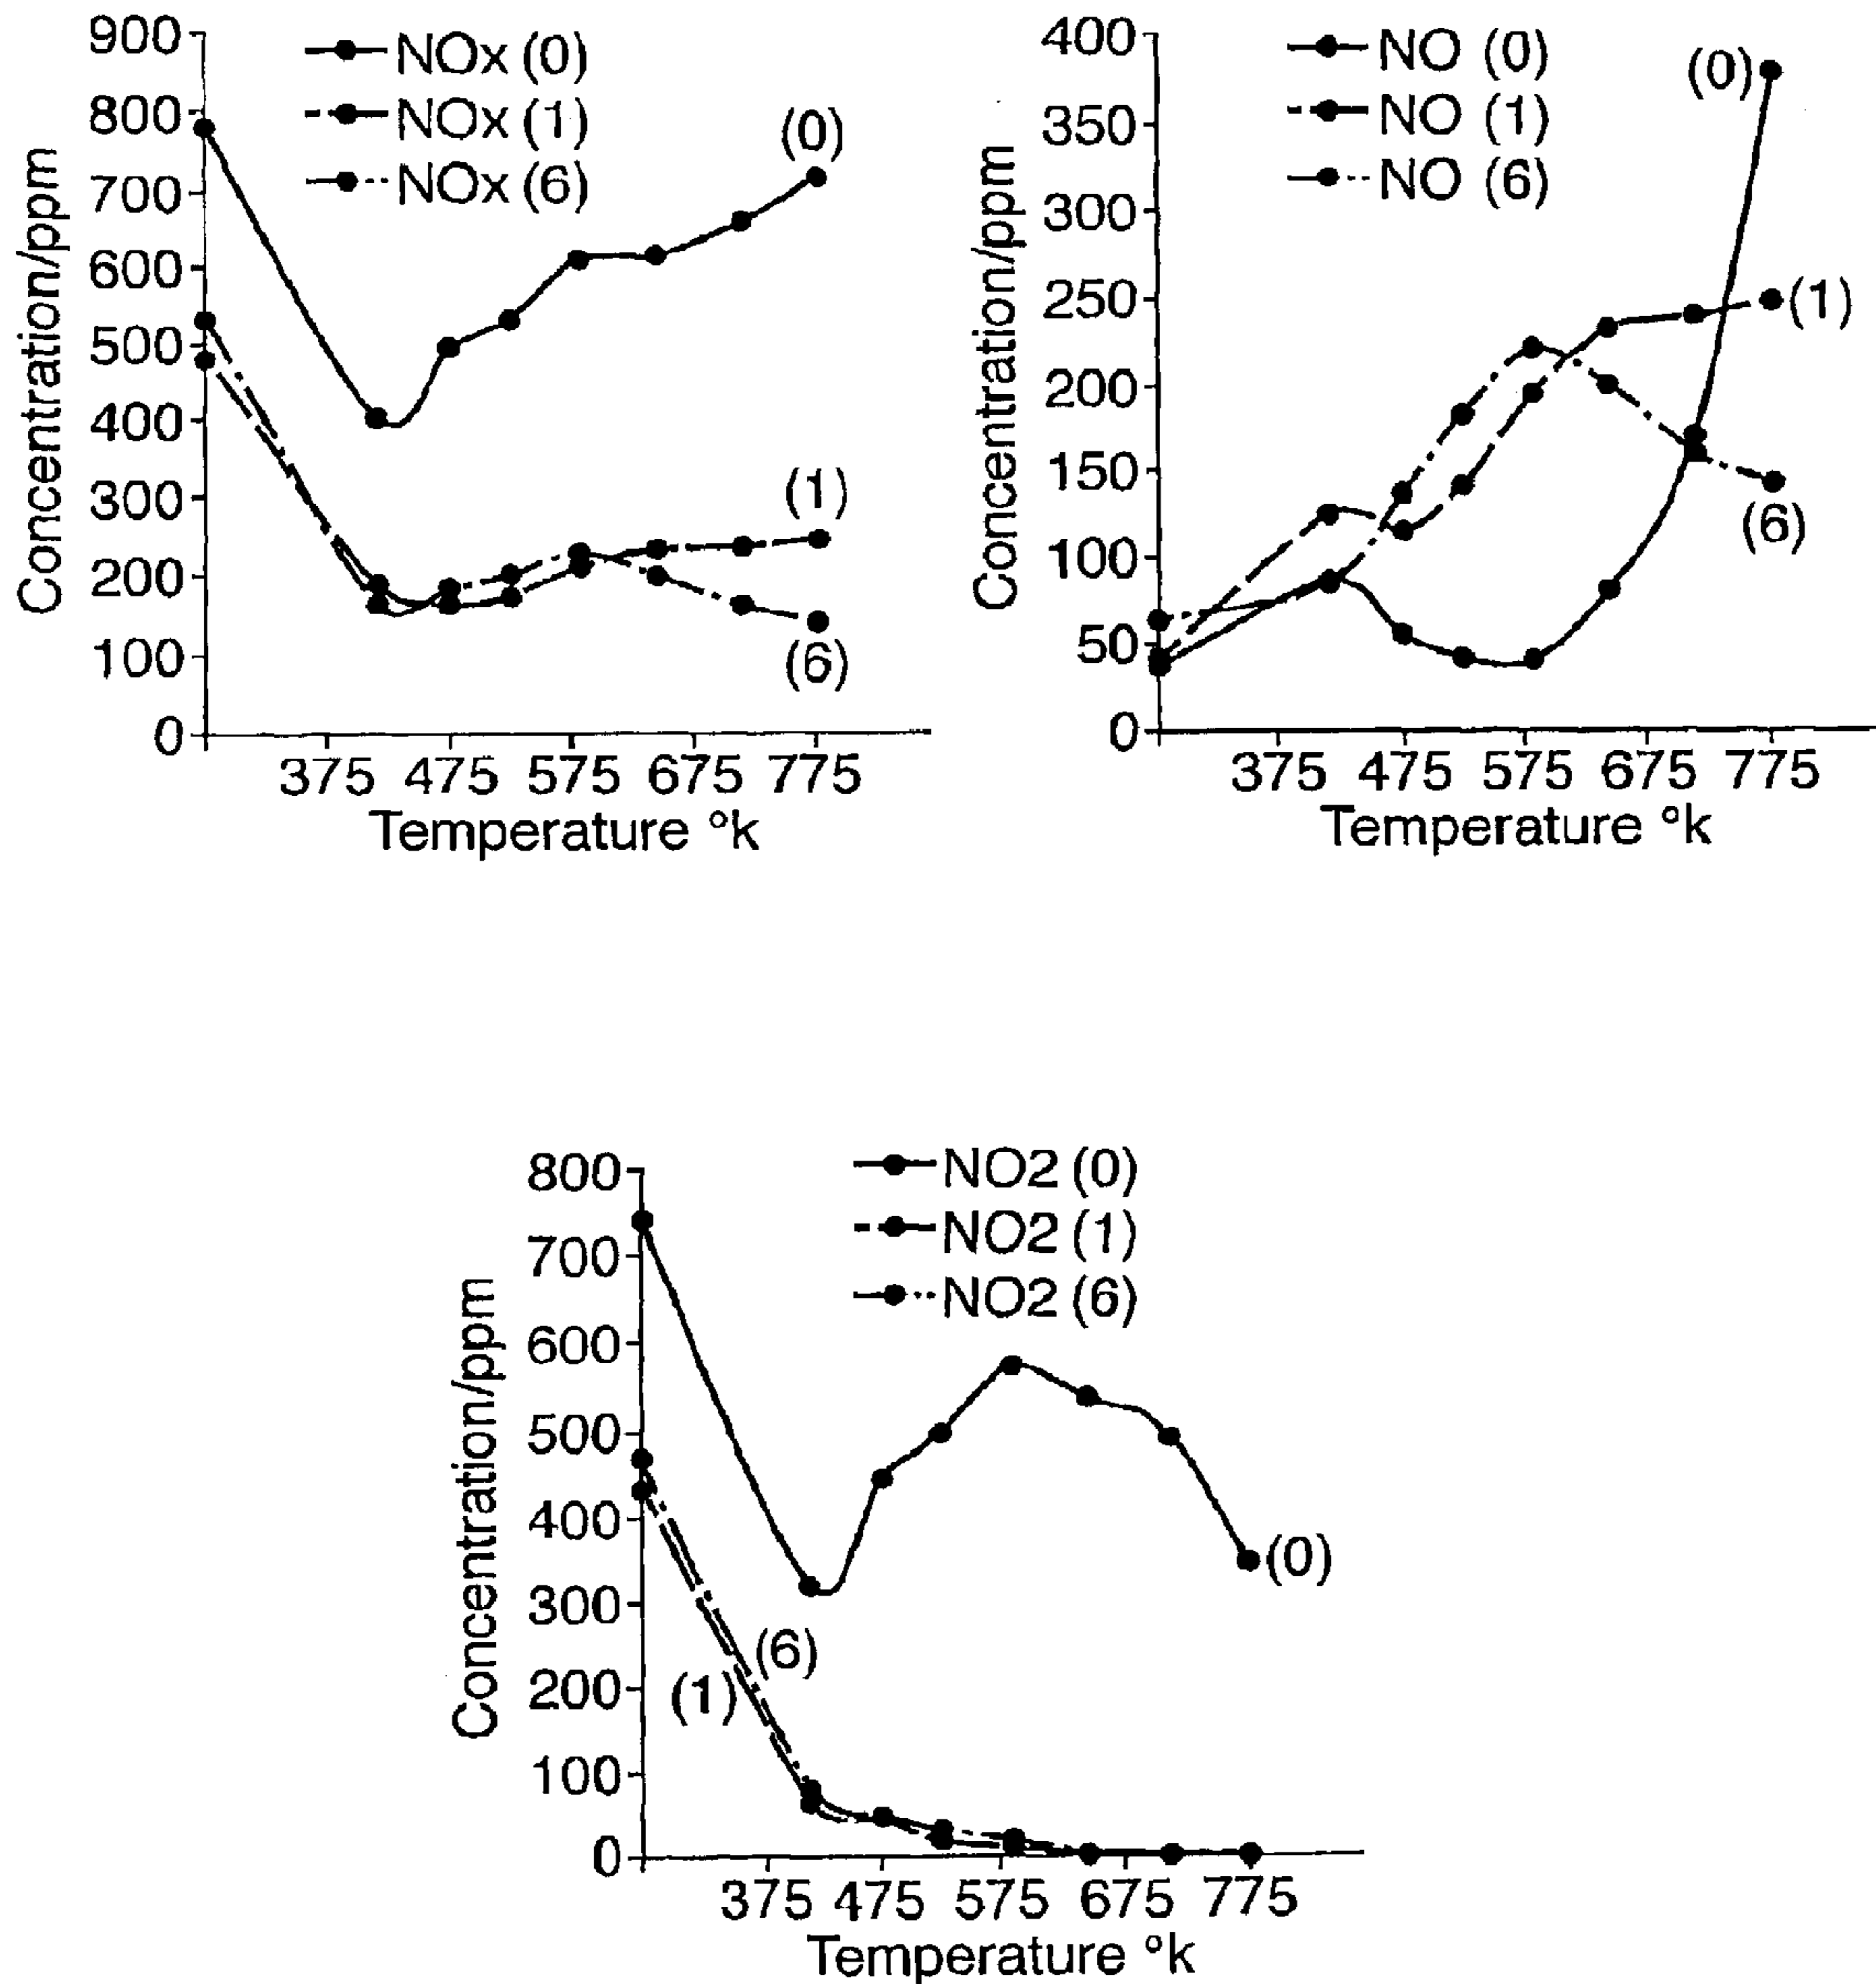 900
800
700
600
500
400
300
200
100
0
Concentration/ppm
NOx (0)
NOx (1)
NOx (6)
(0)
(1)
(6)
375 475 575 675 775
Temperature °k
400
350
300
250
200
150
100
50
0
Concentration/ppm
NO (0)
NO (1)
NO (6)
(0)
(1)
(6)
375 475 575 675 775
Temperature °k
800
700
600
500
400
300
200
100
0
Concentration/ppm
NO2 (0)
NO2 (1)
NO2 (6)
(0)
(6)
(1)
375 475 575 675 775
Temperature °k